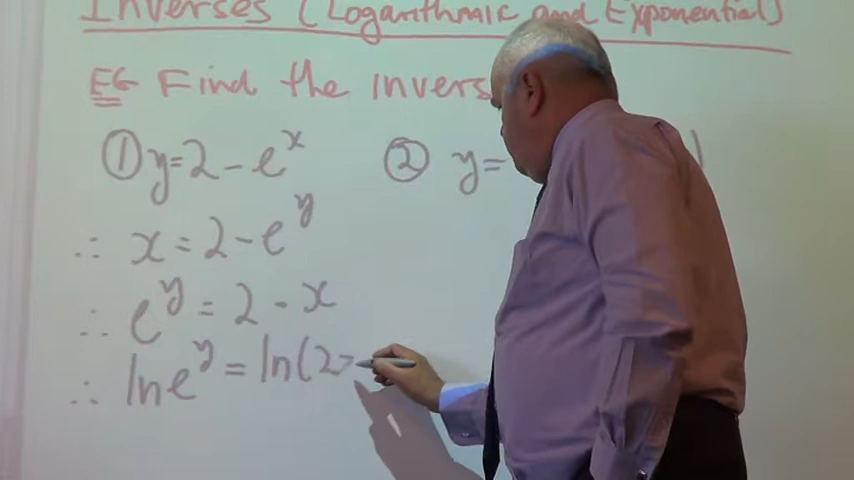 Inverses (Logarithmic and Exponential)
EG Find the invers
① y=2-e^x
② y=
∴ x=2-e^y
∴ e^y=2-x
∴ ln e^y = ln(2-